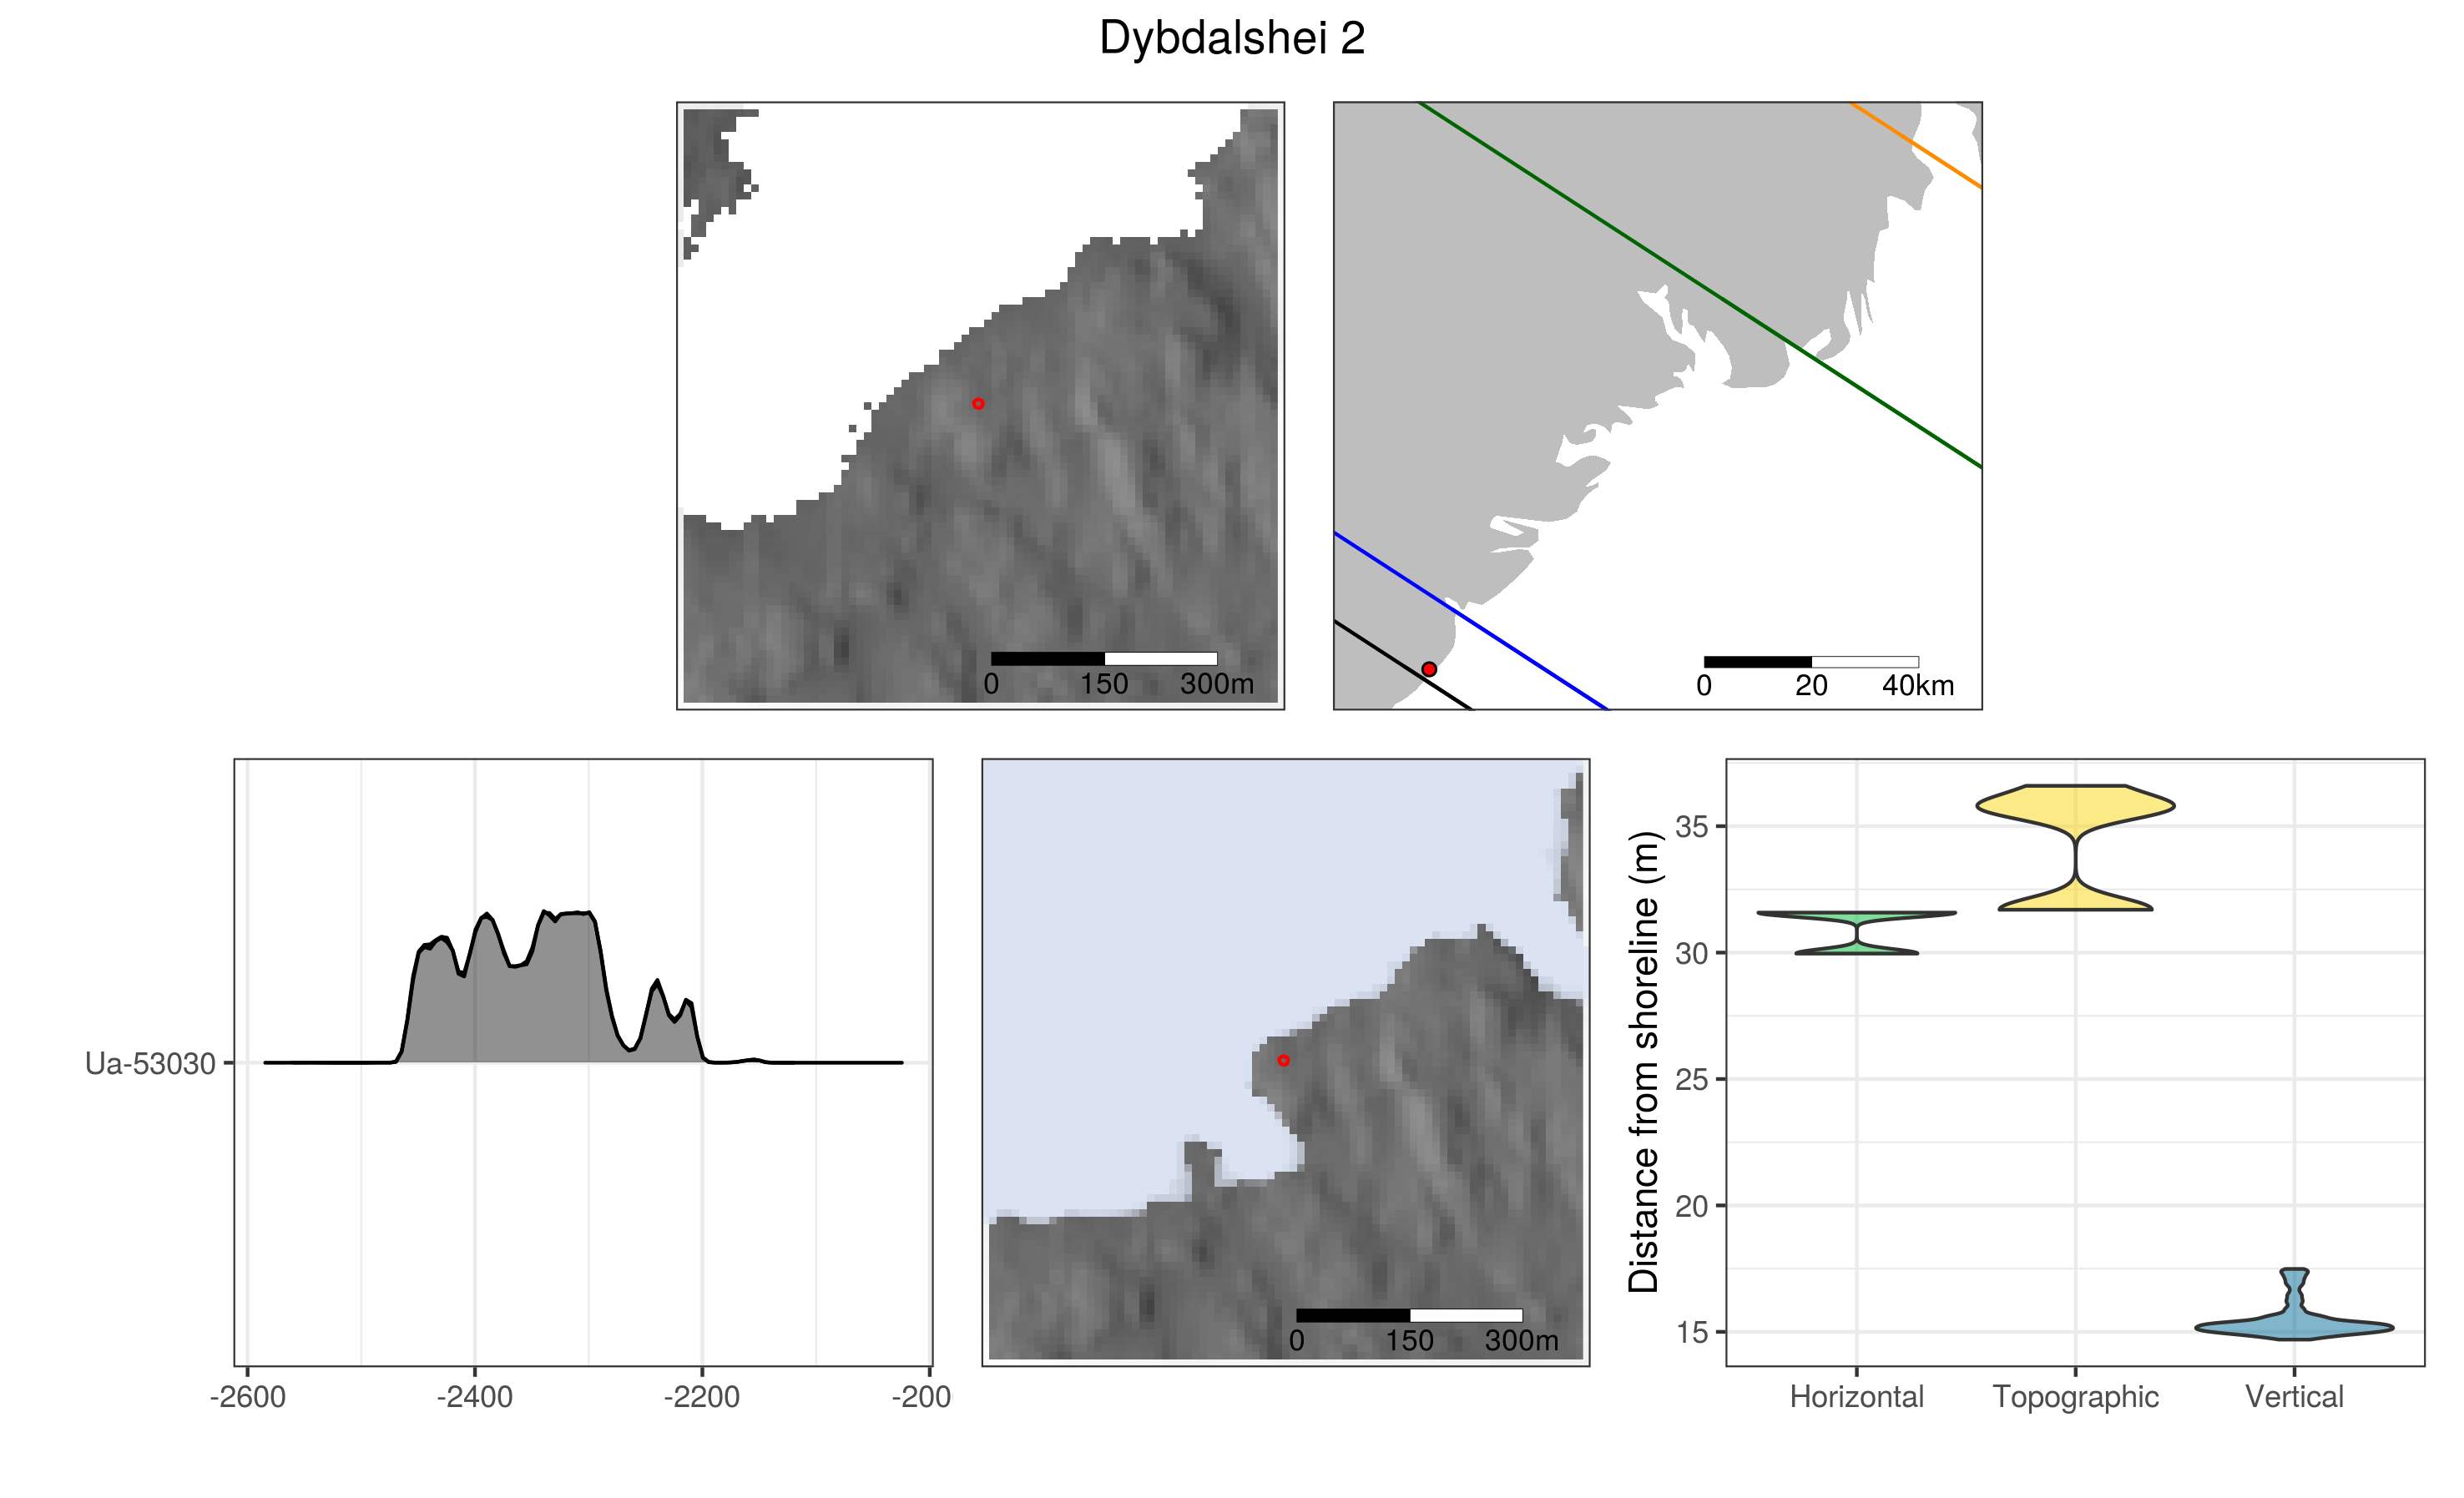 Dybdalshei 2
0 150 300m
0 20 40km
Ua-53030
-2600 -2400 -2200 -200
0 150 300m
Distance from shoreline (m)
35
30
25
20
15
Horizontal Topographic Vertical